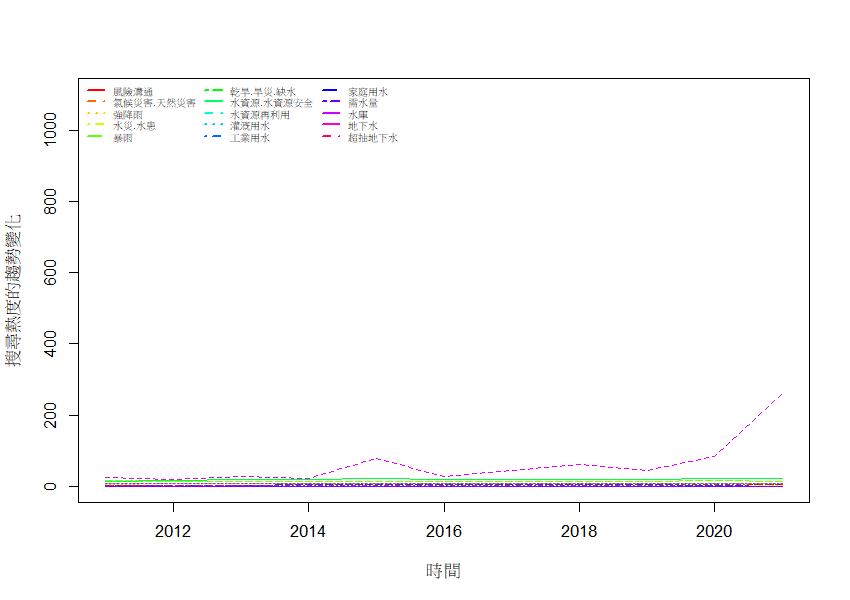 風險溝通
氣候災害.天然災害
強降雨
水災.水患
暴雨
乾旱.旱災.缺水
水資源.水資源安全
水資源再利用
灌溉用水
工業用水
家庭用水
需水量
水庫
地下水
超抽地下水
搜尋熱度的趨勢變化
1000
800
600
400
200
0
2012 2014 2016 2018 2020
時間